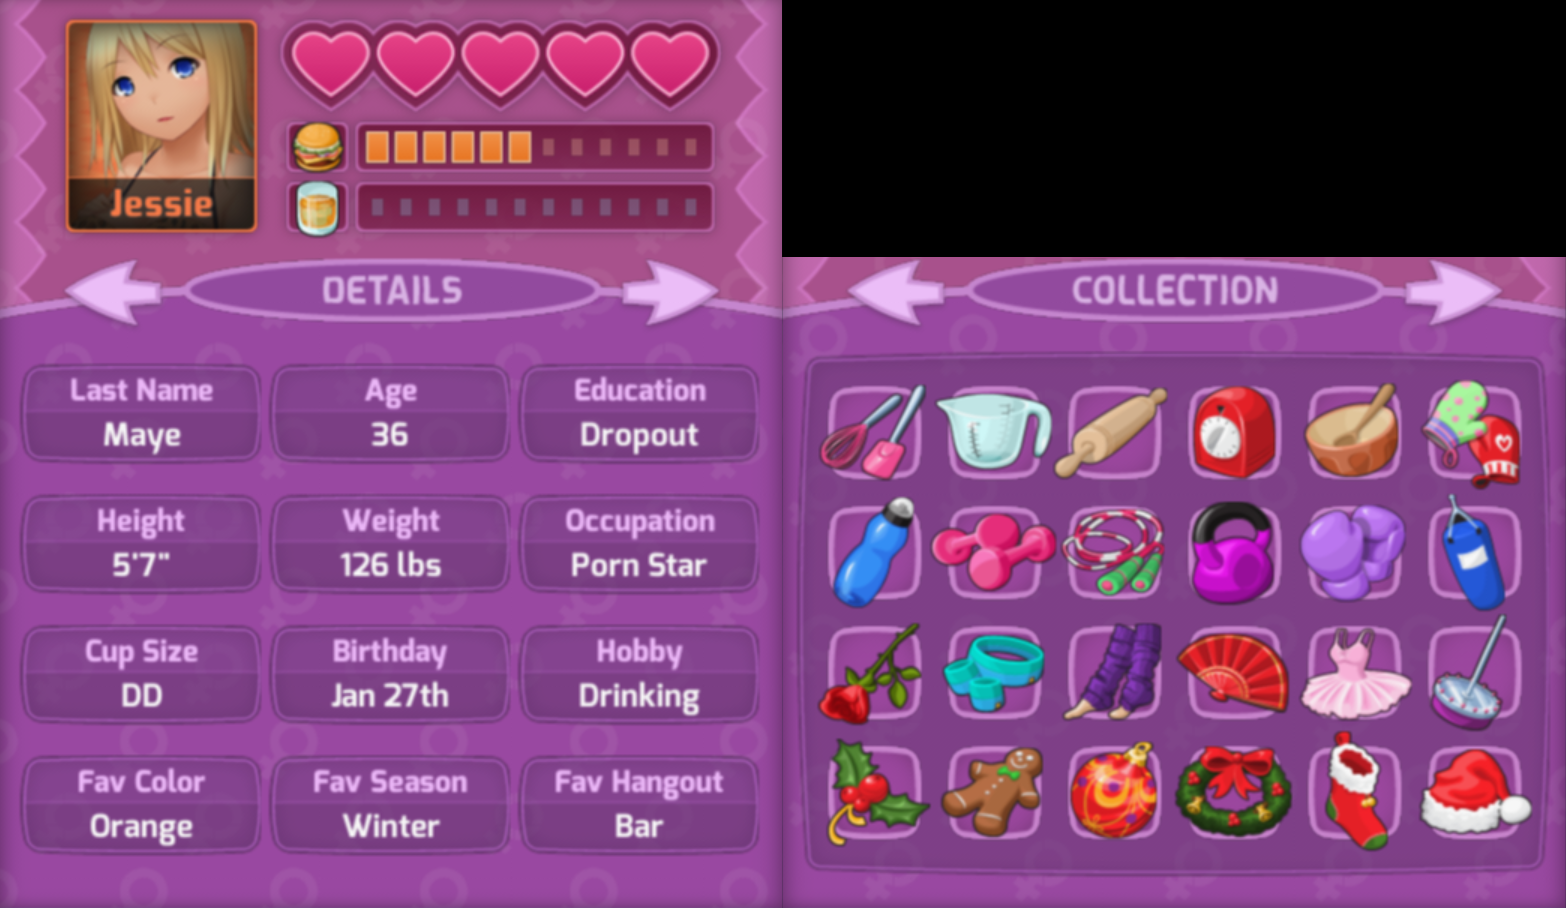 Jessie
DETAILS
Last Name
Maye
Age
36
Education
Dropout
Height
5'7"
Weight
126 lbs
Occupation
Porn Star
Cup Size
DD
Birthday
Jan 27th
Hobby
Drinking
Fav Color
Orange
Fav Season
Winter
Fav Hangout
Bar
COLLECTION